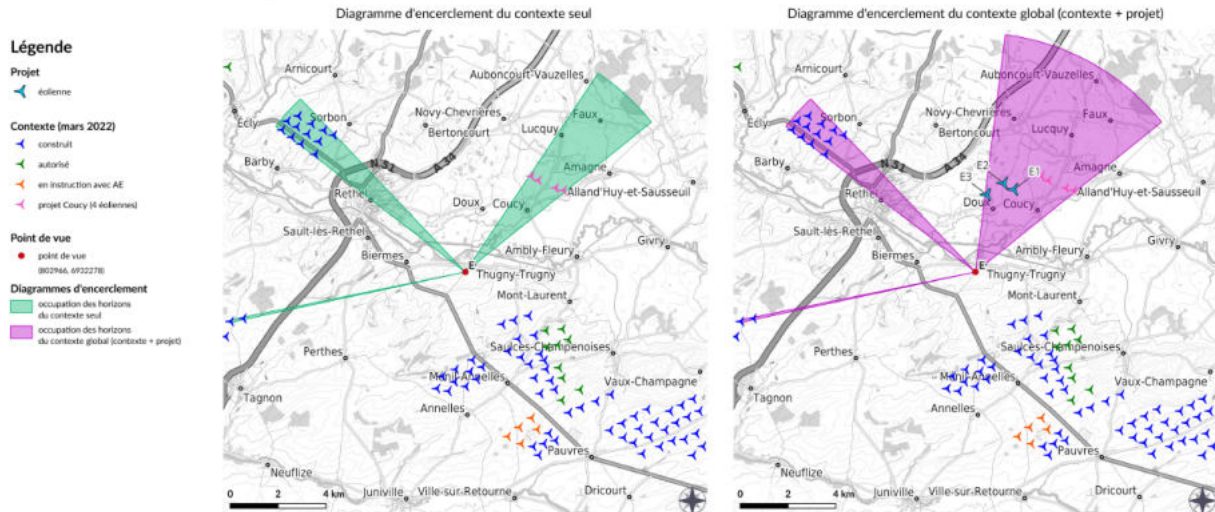 Diagramme d'encerclement du contexte seul
Diagramme d'encerclement du contexte global (contexte + projet)
Légende
Projet
éolienne
Contexte (mars 2022)
construit
autorisé
en instruction avec AE
projet Coucy (4 éoliennes)
Point de vue
point de vue
(802966, 6932278)
Diagrammes d'encerclement
occupation des horizons
du contexte seul
occupation des horizons
du contexte global (contexte + projet)
Arnicourt
Auboncourt-Vauzelles
Ecly
Sorbon
Novy-Chevrières
Faux
Bertoncourt
Lucquy
Barby
N 51
A 34
Amagne
Rethel
Alland'Huy-et-Sausseuil
Doux
Coucy
Sault-lès-Rethel
Biermes
Ambly-Fleury
Givry
E
Thugny-Trugny
Mont-Laurent
Perthes
Saulces-Champenoises
Ménil-Annelles
Vaux-Champagne
Tagnon
Annelles
Pauvres
Neuflize
Juniville
Ville-sur-Retourne
Dricourt
0 2 4 km
Arnicourt
Auboncourt-Vauzelles
Ecly
Sorbon
Novy-Chevrières
Faux
Bertoncourt
Lucquy
Barby
N 51
A 34
Amagne
E2
E3
E1
Rethel
Alland'Huy-et-Sausseuil
Doux
Coucy
Sault-lès-Rethel
Biermes
Ambly-Fleury
Givry
E
Thugny-Trugny
Mont-Laurent
Perthes
Saulces-Champenoises
Ménil-Annelles
Vaux-Champagne
Tagnon
Annelles
Pauvres
Neuflize
Juniville
Ville-sur-Retourne
Dricourt
0 2 4 km